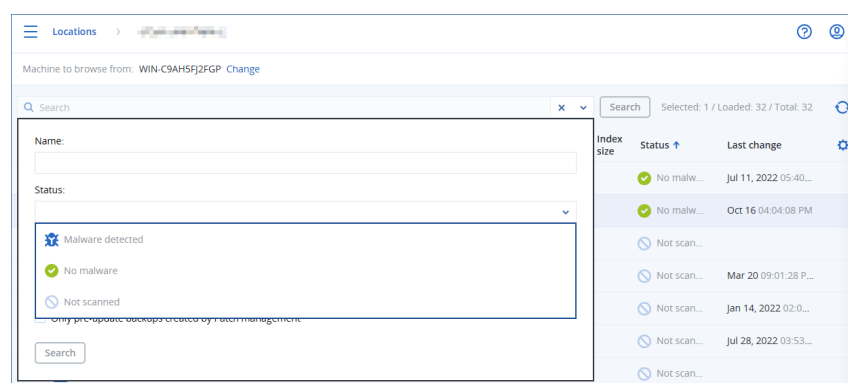 Locations >
Machine to browse from: WIN-C9AH5FJ2FGP Change
Search
Search
Selected: 1 / Loaded: 32 / Total: 32
Name:
Status:
Malware detected
No malware
Not scanned
Only pre-update backups created by Patch management
Search
Index size Status ↑ Last change
No malw... Jul 11, 2022 05:40...
No malw... Oct 16 04:04:08 PM
Not scan...
Not scan... Mar 20 09:01:28 P...
Not scan... Jan 14, 2022 02:0...
Not scan... Jul 28, 2022 03:53...
Not scan...